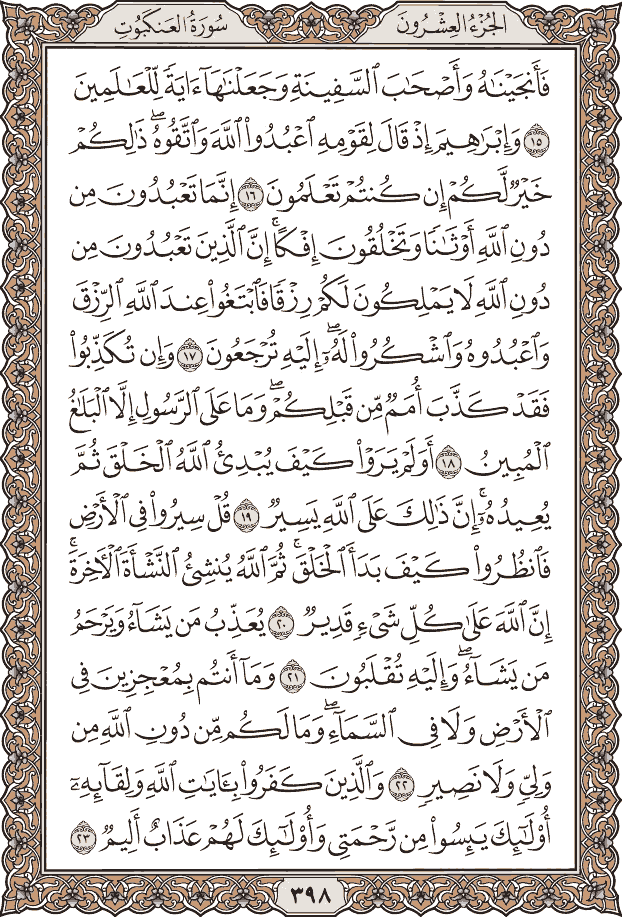 الجُزْءُ العِشْرُونَ
سُورَةُ العَنكَبُوتِ
فَأَنجَيْنَٰهُ وَأَصْحَٰبَ ٱلسَّفِينَةِ وَجَعَلْنَٰهَآ ءَايَةً لِّلْعَٰلَمِينَ
١٥ وَإِبْرَٰهِيمَ إِذْ قَالَ لِقَوْمِهِ ٱعْبُدُوا۟ ٱللَّهَ وَٱتَّقُوهُ ۖ ذَٰلِكُمْ
خَيْرٌ لَّكُمْ إِن كُنتُمْ تَعْلَمُونَ ١٦ إِنَّمَا تَعْبُدُونَ مِن
دُونِ ٱللَّهِ أَوْثَٰنًا وَتَخْلُقُونَ إِفْكًا ۚ إِنَّ ٱلَّذِينَ تَعْبُدُونَ مِن
دُونِ ٱللَّهِ لَا يَمْلِكُونَ لَكُمْ رِزْقًا فَٱبْتَغُوا۟ عِندَ ٱللَّهِ ٱلرِّزْقَ
وَٱعْبُدُوهُ وَٱشْكُرُوا۟ لَهُۥٓ ۖ إِلَيْهِ تُرْجَعُونَ ١٧ وَإِن تُكَذِّبُوا۟
فَقَدْ كَذَّبَ أُمَمٌ مِّن قَبْلِكُمْ ۖ وَمَا عَلَى ٱلرَّسُولِ إِلَّا ٱلْبَلَٰغُ
ٱلْمُبِينُ ١٨ أَوَلَمْ يَرَوْا۟ كَيْفَ يُبْدِئُ ٱللَّهُ ٱلْخَلْقَ ثُمَّ
يُعِيدُهُۥٓ ۚ إِنَّ ذَٰلِكَ عَلَى ٱللَّهِ يَسِيرٌ ١٩ قُلْ سِيرُوا۟ فِى ٱلْأَرْضِ
فَٱنظُرُوا۟ كَيْفَ بَدَأَ ٱلْخَلْقَ ۚ ثُمَّ ٱللَّهُ يُنشِئُ ٱلنَّشْأَةَ ٱلْءَاخِرَةَ ۚ
إِنَّ ٱللَّهَ عَلَىٰ كُلِّ شَىْءٍ قَدِيرٌ ٢٠ يُعَذِّبُ مَن يَشَآءُ وَيَرْحَمُ
مَن يَشَآءُ ۖ وَإِلَيْهِ تُقْلَبُونَ ٢١ وَمَآ أَنتُم بِمُعْجِزِينَ فِى
ٱلْأَرْضِ وَلَا فِى ٱلسَّمَآءِ ۖ وَمَا لَكُم مِّن دُونِ ٱللَّهِ مِن
وَلِىٍّ وَلَا نَصِيرٍ ٢٢ وَٱلَّذِينَ كَفَرُوا۟ بِـَٔايَٰتِ ٱللَّهِ وَلِقَآئِهِۦٓ
أُو۟لَٰٓئِكَ يَئِسُوا۟ مِن رَّحْمَتِى وَأُو۟لَٰٓئِكَ لَهُمْ عَذَابٌ أَلِيمٌ ٢٣
٣٩٨